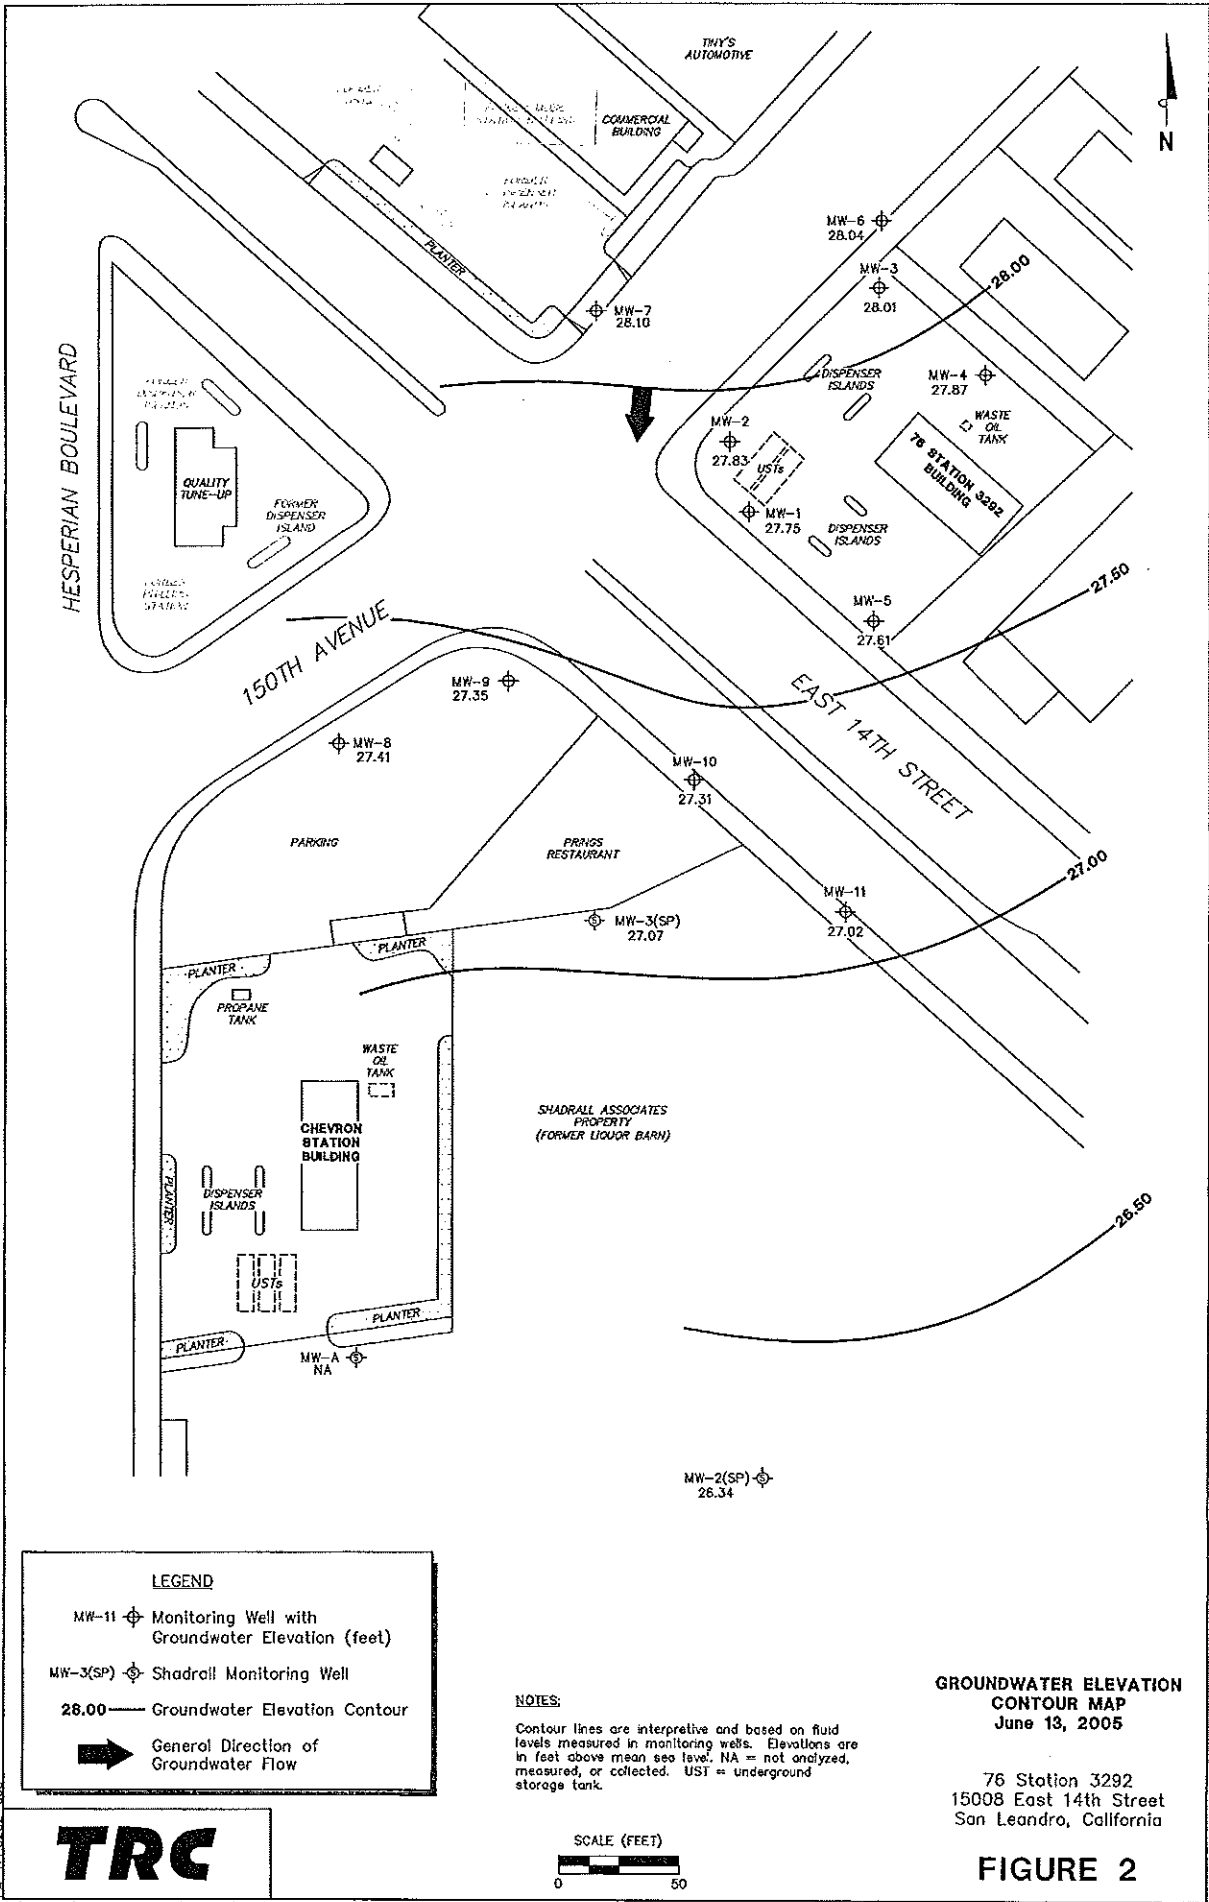 TINY'S
AUTOMOTIVE
COMMERCIAL
BUILDING
N
FORMER
PLANTER
MW-6
28.04
MW-3
28.01
28.00
MW-7
28.10
HESPERIAN BOULEVARD
DISPENSER
ISLANDS
MW-4
27.87
WASTE
OIL
TANK
MW-2
27.83
USTs
76 STATION 3292
BUILDING
QUALITY
TUNE-UP
FORMER
DISPENSER
ISLAND
MW-1
27.75
DISPENSER
ISLANDS
27.50
MW-5
27.61
150TH AVENUE
MW-9
27.35
EAST 14TH STREET
MW-8
27.41
MW-10
27.31
PARKING
PRINGS
RESTAURANT
27.00
MW-11
27.02
MW-3(SP)
27.07
PLANTER
PLANTER
PROPANE
TANK
WASTE
OIL
TANK
SHADRALL ASSOCIATES
PROPERTY
(FORMER LIQUOR BARN)
CHEVRON
STATION
BUILDING
PLANTER
DISPENSER
ISLANDS
26.50
USTs
PLANTER
PLANTER
MW-A
NA
MW-2(SP)
26.34
LEGEND
MW-11 Monitoring Well with
Groundwater Elevation (feet)
MW-3(SP) Shadrall Monitoring Well
28.00 Groundwater Elevation Contour
General Direction of
Groundwater Flow
NOTES:
Contour lines are interpretive and based on fluid
levels measured in monitoring wells. Elevations are
in feet above mean sea level. NA = not analyzed,
measured, or collected. UST = underground
storage tank.
GROUNDWATER ELEVATION
CONTOUR MAP
June 13, 2005
76 Station 3292
15008 East 14th Street
San Leandro, California
TRC
SCALE (FEET)
0 50
FIGURE 2